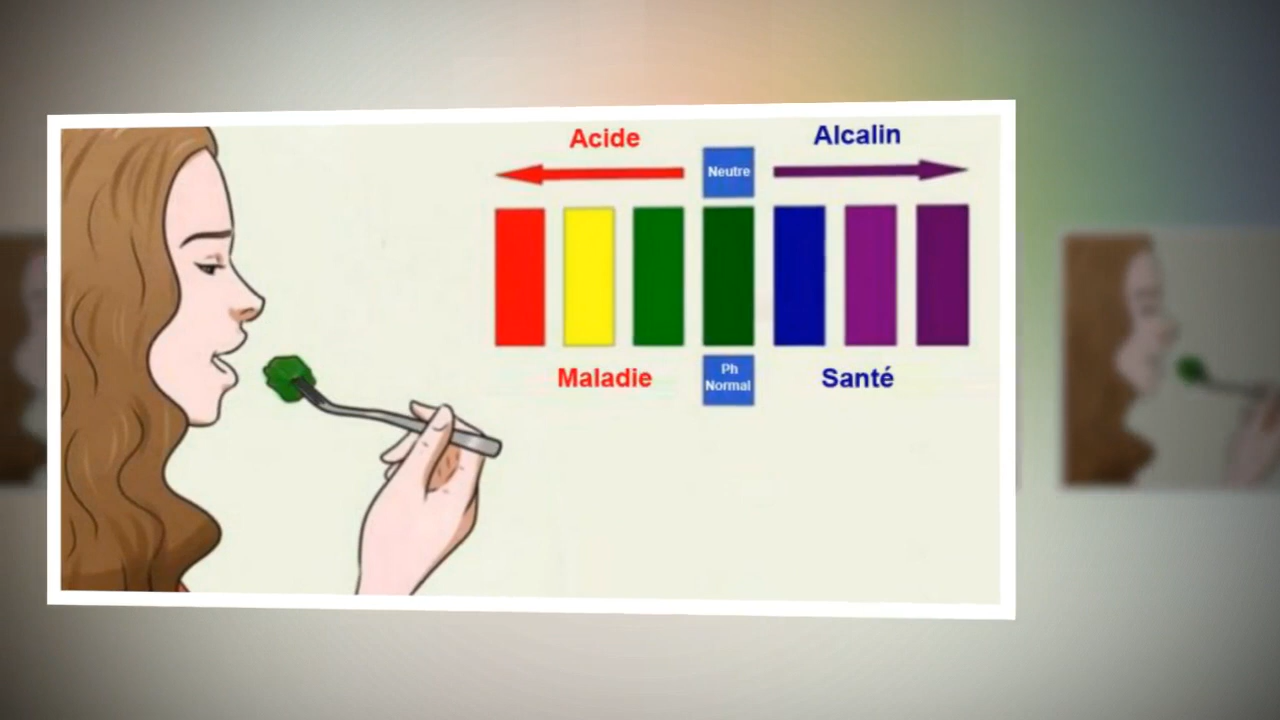 Acide
Alcalin
Neutre
Maladie
Ph
Normal
Santé